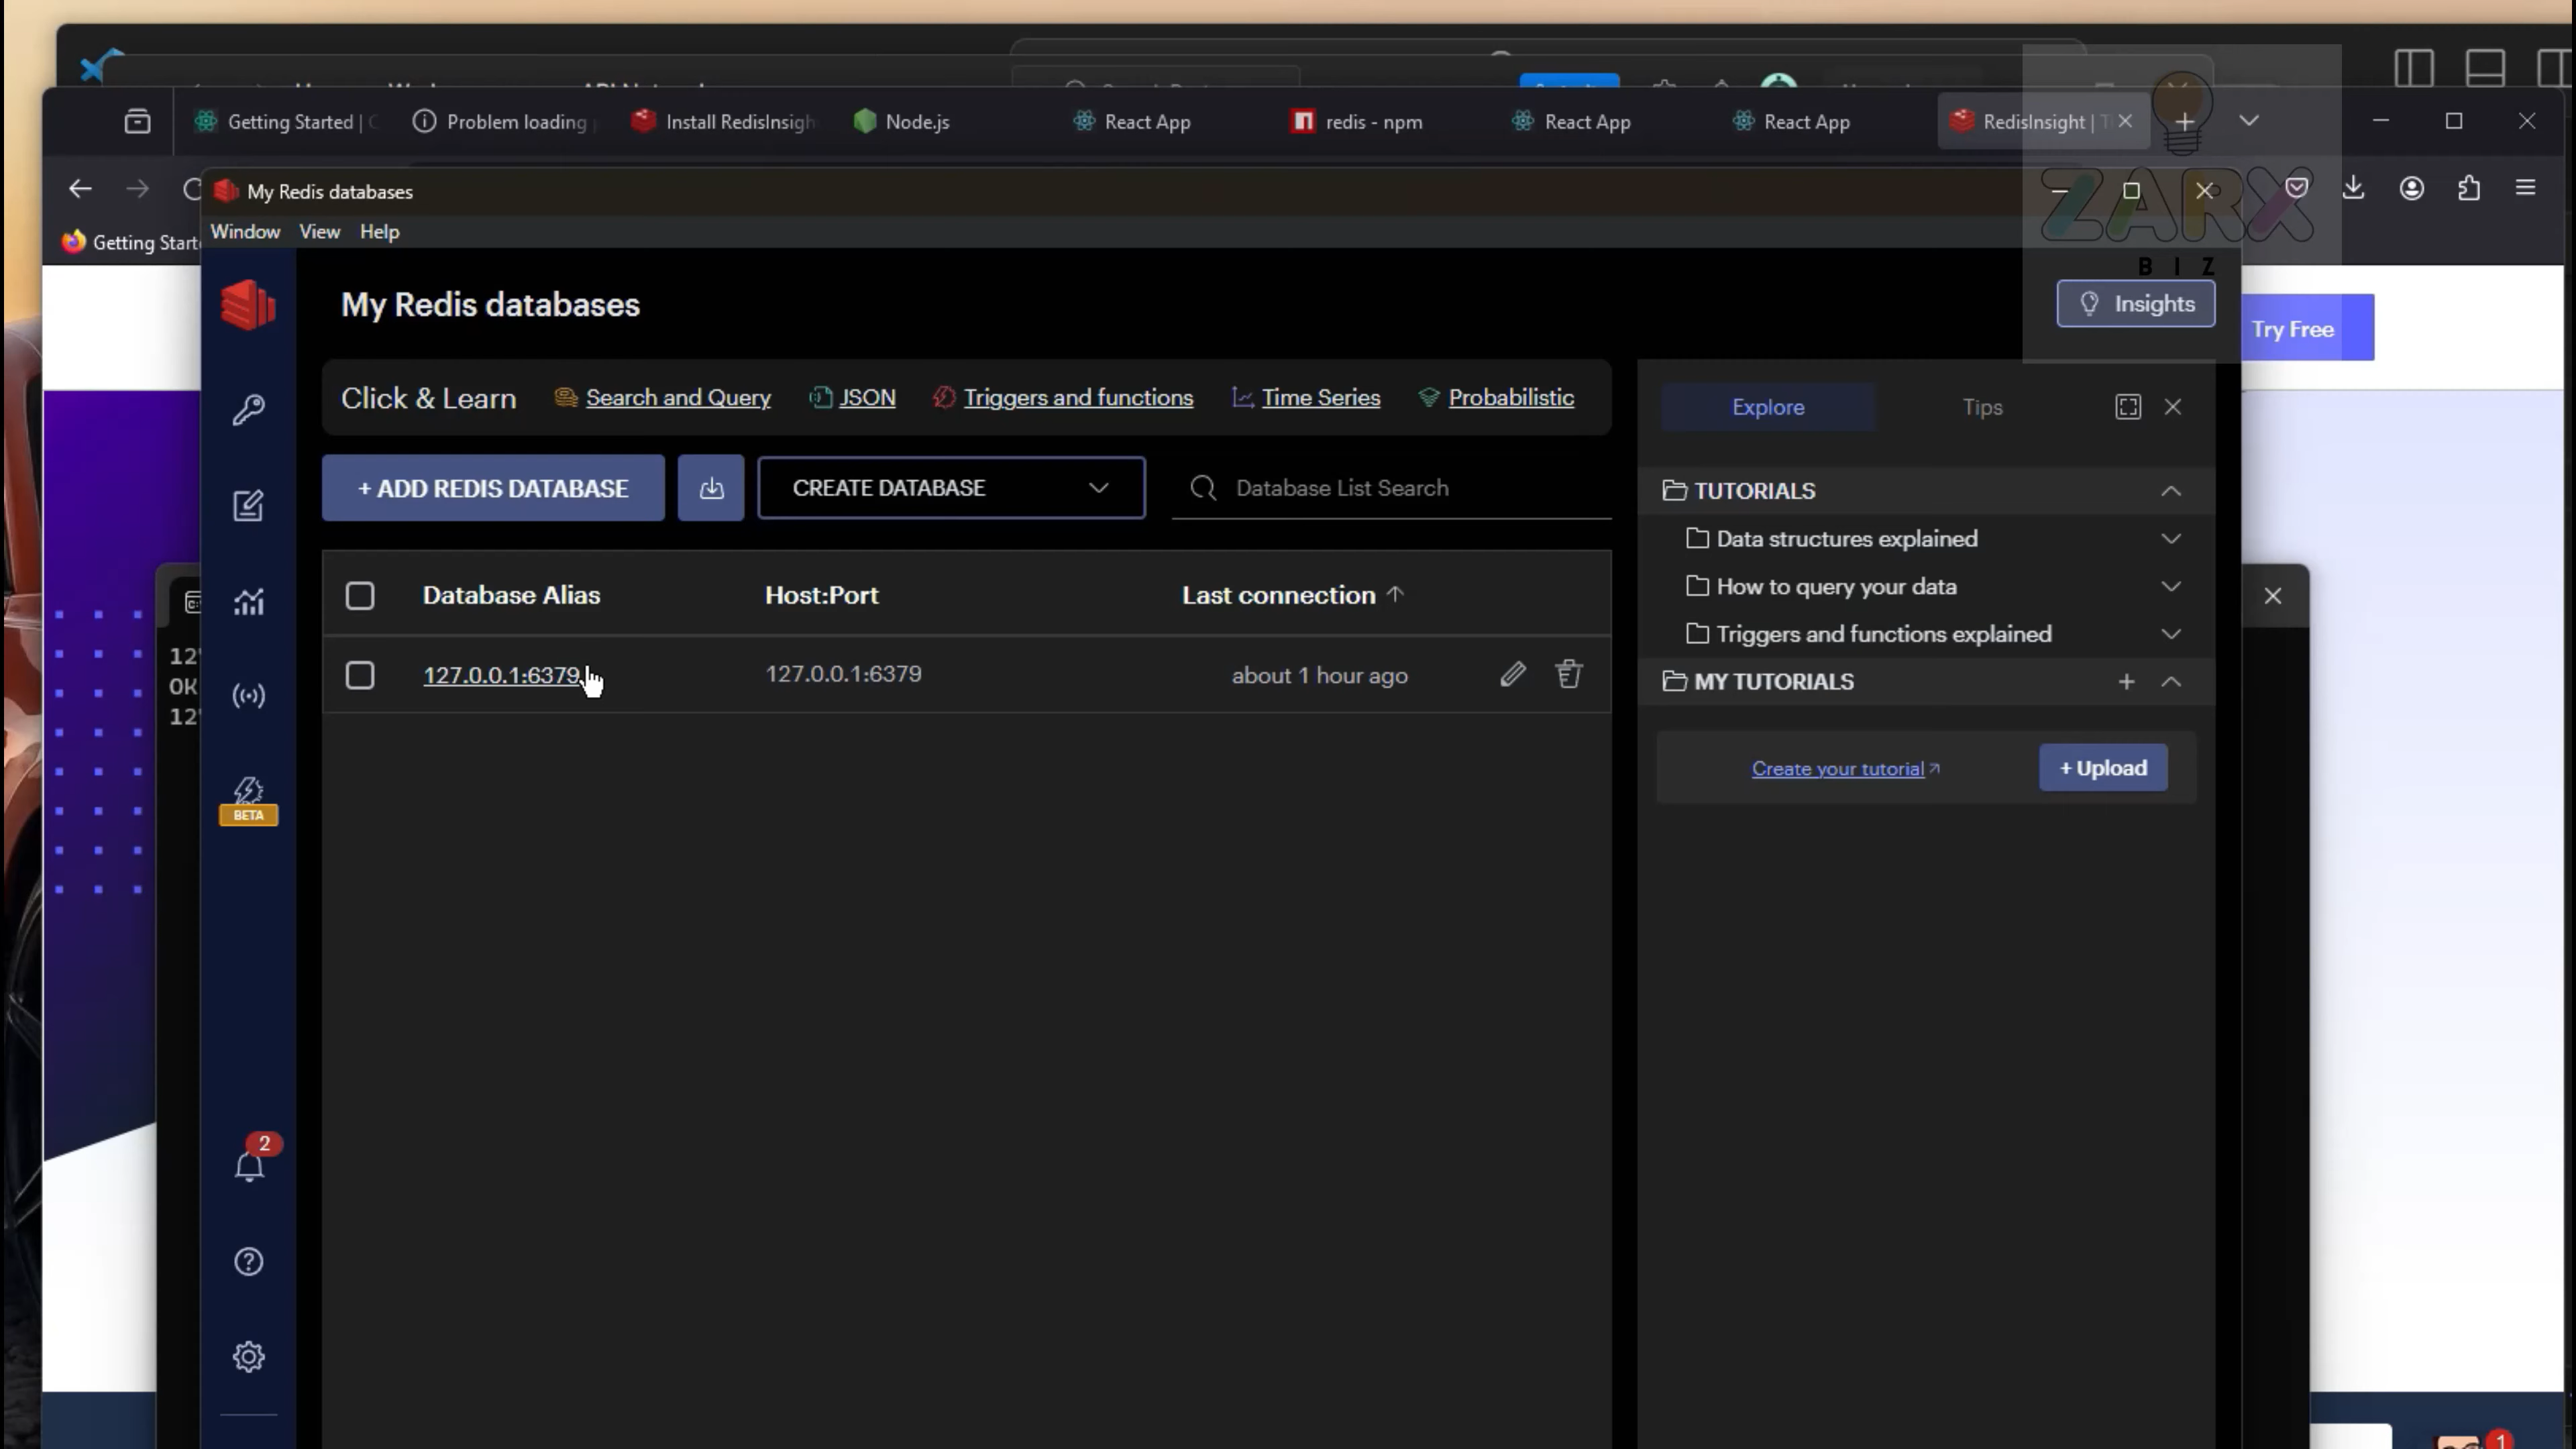 Getting Started |
Problem loading
Install RedisInsigh
Node.js
React App
redis - npm
React App
React App
RedisInsight |
My Redis databases
Window View Help
Getting Start
ZARX
B I Z
My Redis databases
Insights
Try Free
Click & Learn
Search and Query
JSON
Triggers and functions
Time Series
Probabilistic
Explore
Tips
+ ADD REDIS DATABASE
CREATE DATABASE
Database List Search
TUTORIALS
Data structures explained
How to query your data
Triggers and functions explained
MY TUTORIALS
Create your tutorial
+ Upload
Database Alias
Host:Port
Last connection
127.0.0.1:6379
127.0.0.1:6379
about 1 hour ago
12
OK
12
BETA
2
1